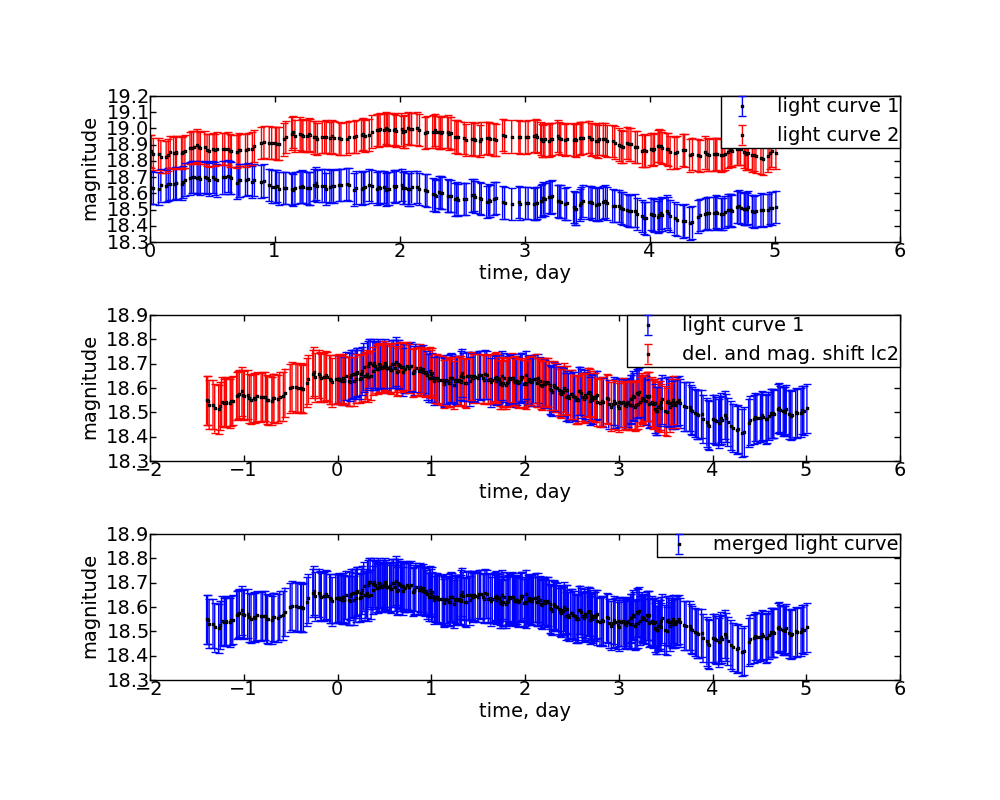 19.2
19.1
19.0
18.9
18.8
18.7
18.6
18.5
18.4
18.3
magnitude
light curve 1
light curve 2
0 1 2 3 4 5 6
time, day
18.9
18.8
18.7
18.6
18.5
18.4
18.3
magnitude
light curve 1
del. and mag. shift lc2
−2 −1 0 1 2 3 4 5 6
time, day
18.9
18.8
18.7
18.6
18.5
18.4
18.3
magnitude
merged light curve
−2 −1 0 1 2 3 4 5 6
time, day